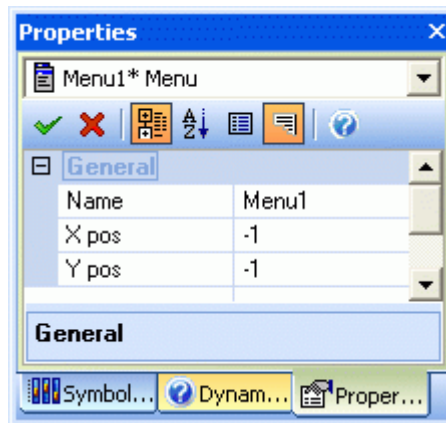 Properties
Menu1* Menu
General
Name Menu1
X pos -1
Y pos -1
General
Symbol... Dynam... Proper...